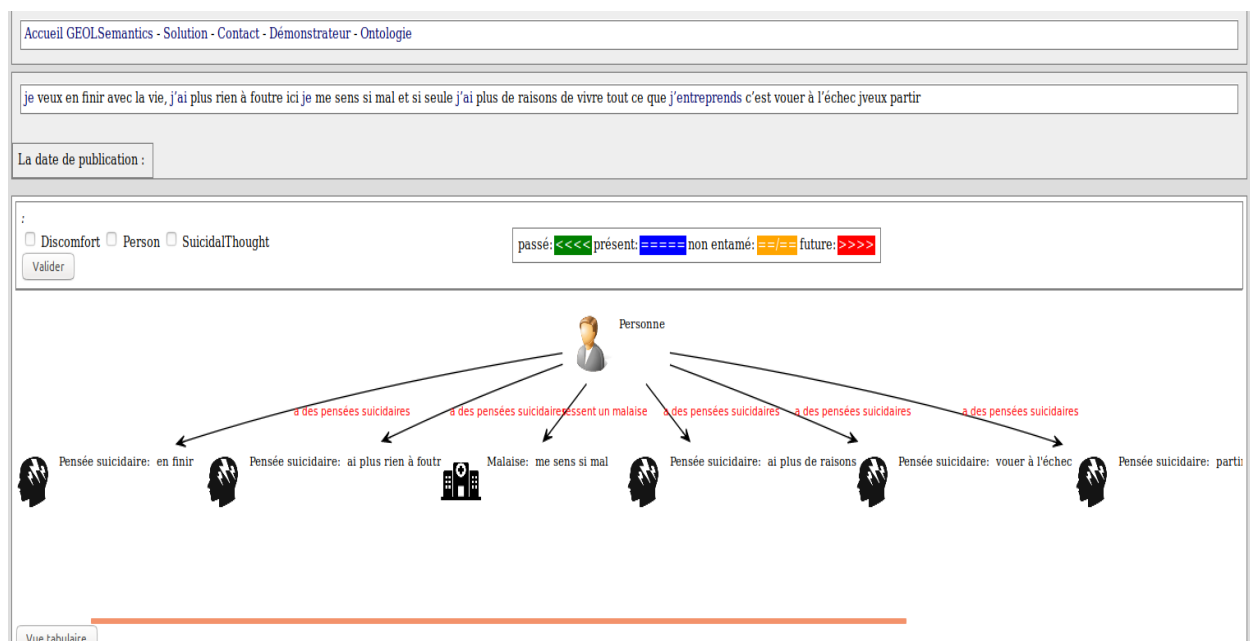 Accueil GEOLSemantics - Solution - Contact - Démonstrateur - Ontologie
je veux en finir avec la vie, j'ai plus rien à foutre ici je me sens si mal et si seule j'ai plus de raisons de vivre tout ce que j'entreprends c'est vouer à l'échec jveux partir
La date de publication :
:
Discomfort Person SuicidalThought
passé: <<<< présent: ===== non entamé: ==/== future: >>>>
Valider
Personne
a des pensées suicidaires a des pensées suicidaires ressent un malaise a des pensées suicidaires a des pensées suicidaires a des pensées suicidaires
Pensée suicidaire: en finir Pensée suicidaire: ai plus rien à foutr Malaise: me sens si mal Pensée suicidaire: ai plus de raisons Pensée suicidaire: vouer à l'échec Pensée suicidaire: partir
Vue tabulaire